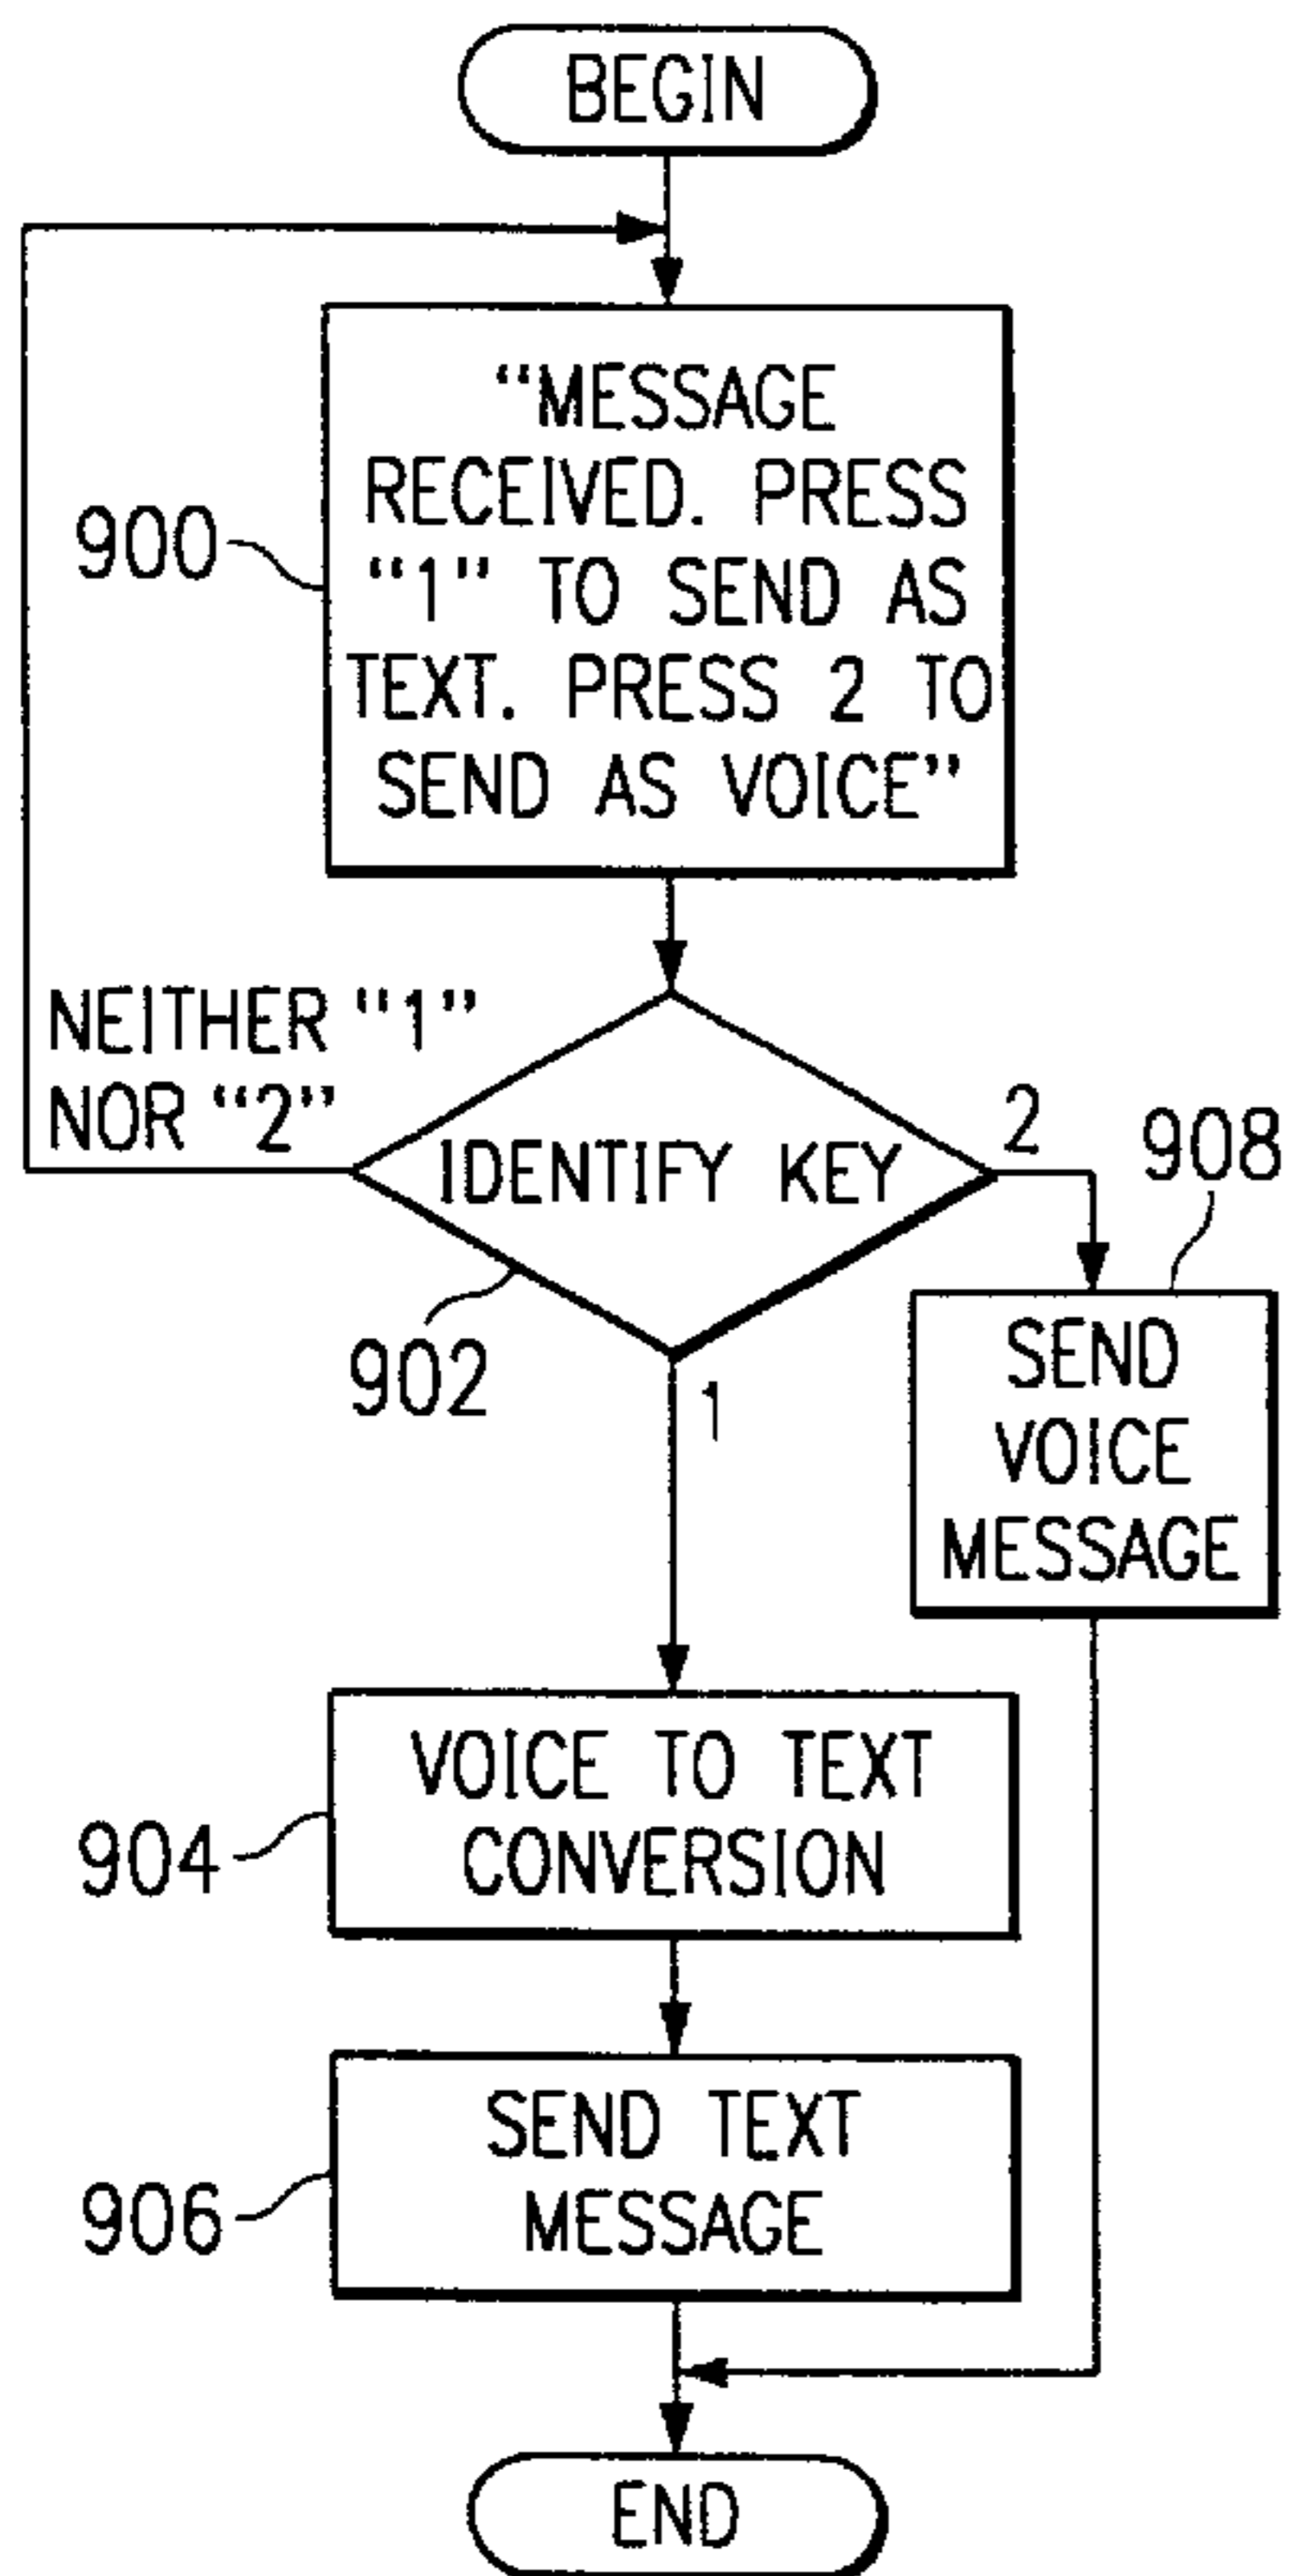 BEGIN
"MESSAGE
RECEIVED. PRESS
"1" TO SEND AS
TEXT. PRESS 2 TO
SEND AS VOICE"
900
NEITHER "1"
NOR "2"
IDENTIFY KEY
2
908
902
1
SEND
VOICE
MESSAGE
VOICE TO TEXT
CONVERSION
904
SEND TEXT
MESSAGE
906
END